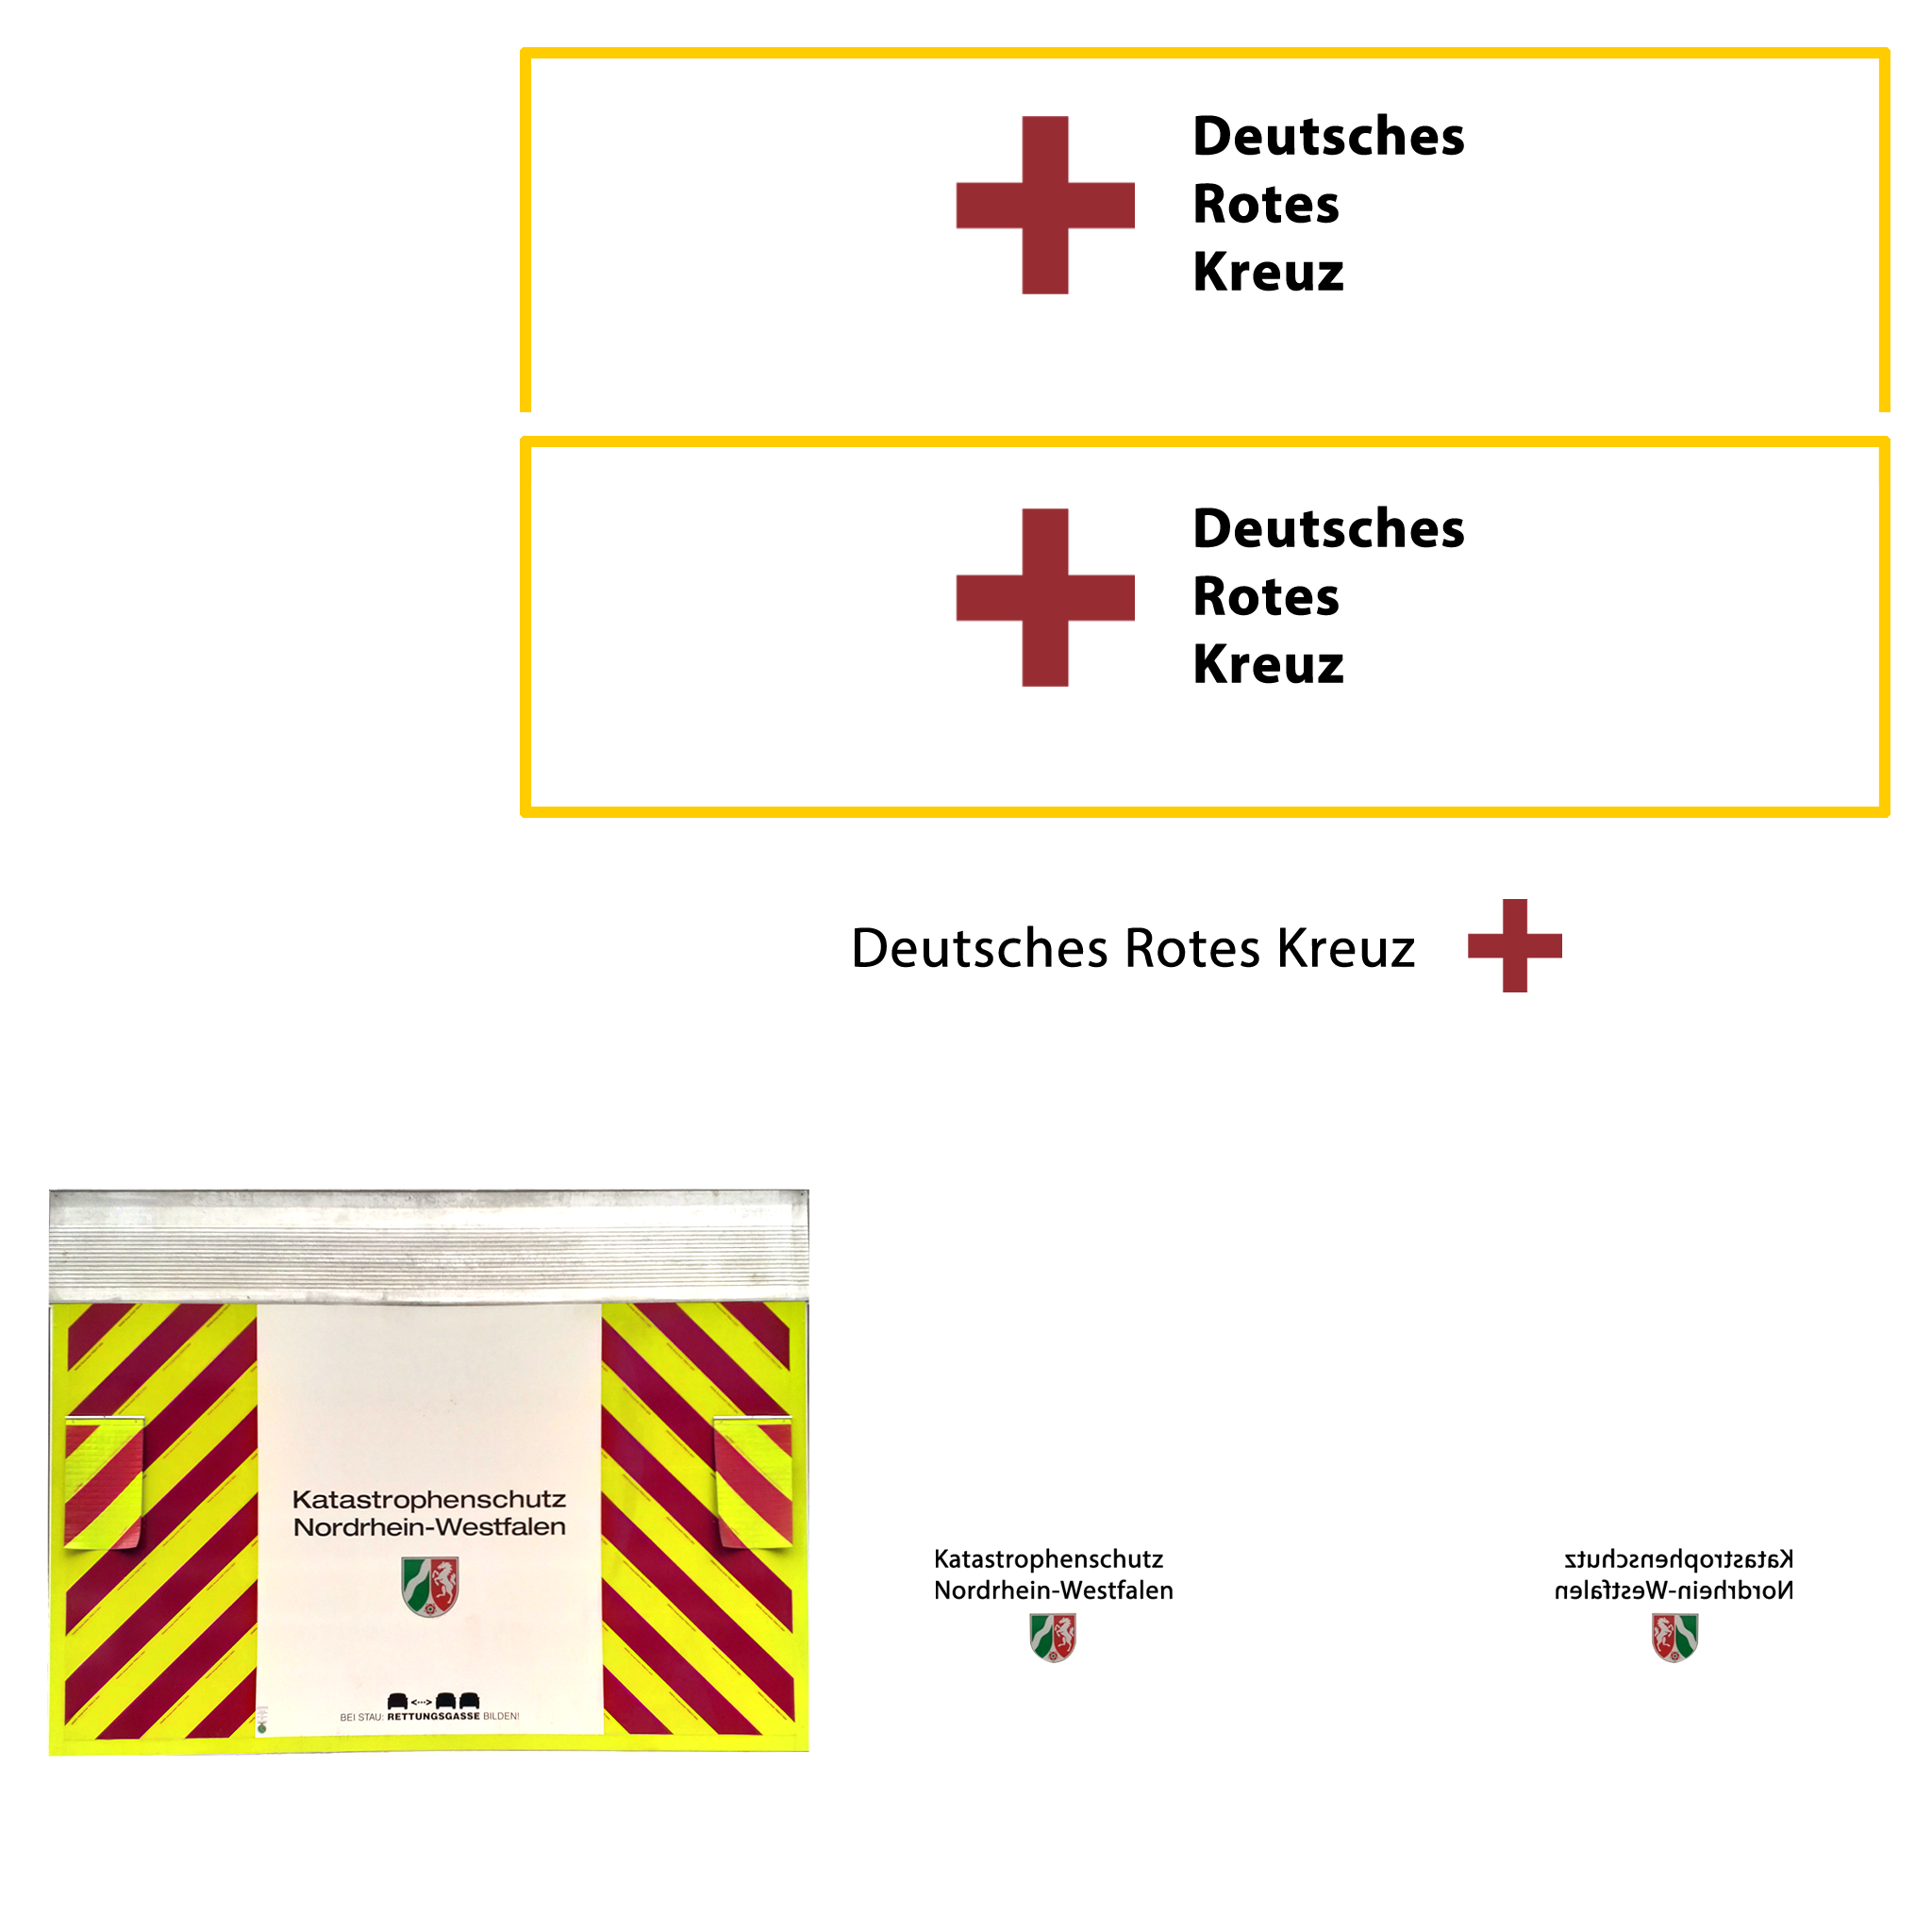 Deutsches
Rotes
Kreuz
Deutsches
Rotes
Kreuz
Deutsches Rotes Kreuz
Katastrophenschutz
Nordrhein-Westfalen
<···>
BEI STAU: RETTUNGSGASSE BILDEN!
Katastrophenschutz
Nordrhein-Westfalen
Katastrophenschutz
Nordrhein-Westfalen